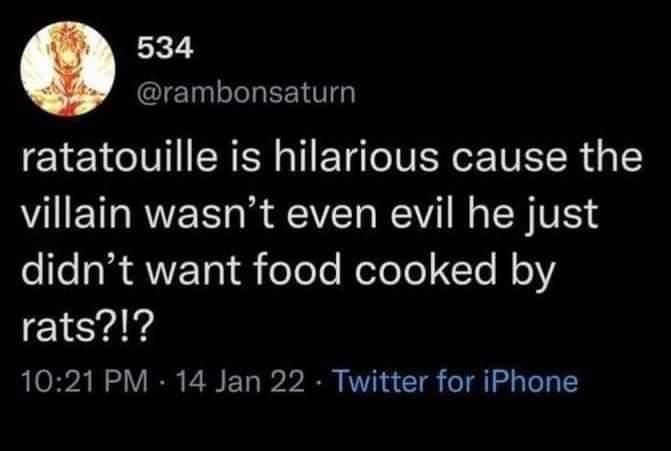 534
@rambonsaturn
ratatouille is hilarious cause the
villain wasn’t even evil he just
didn’t want food cooked by
rats?!?
10:21 PM · 14 Jan 22 · Twitter for iPhone